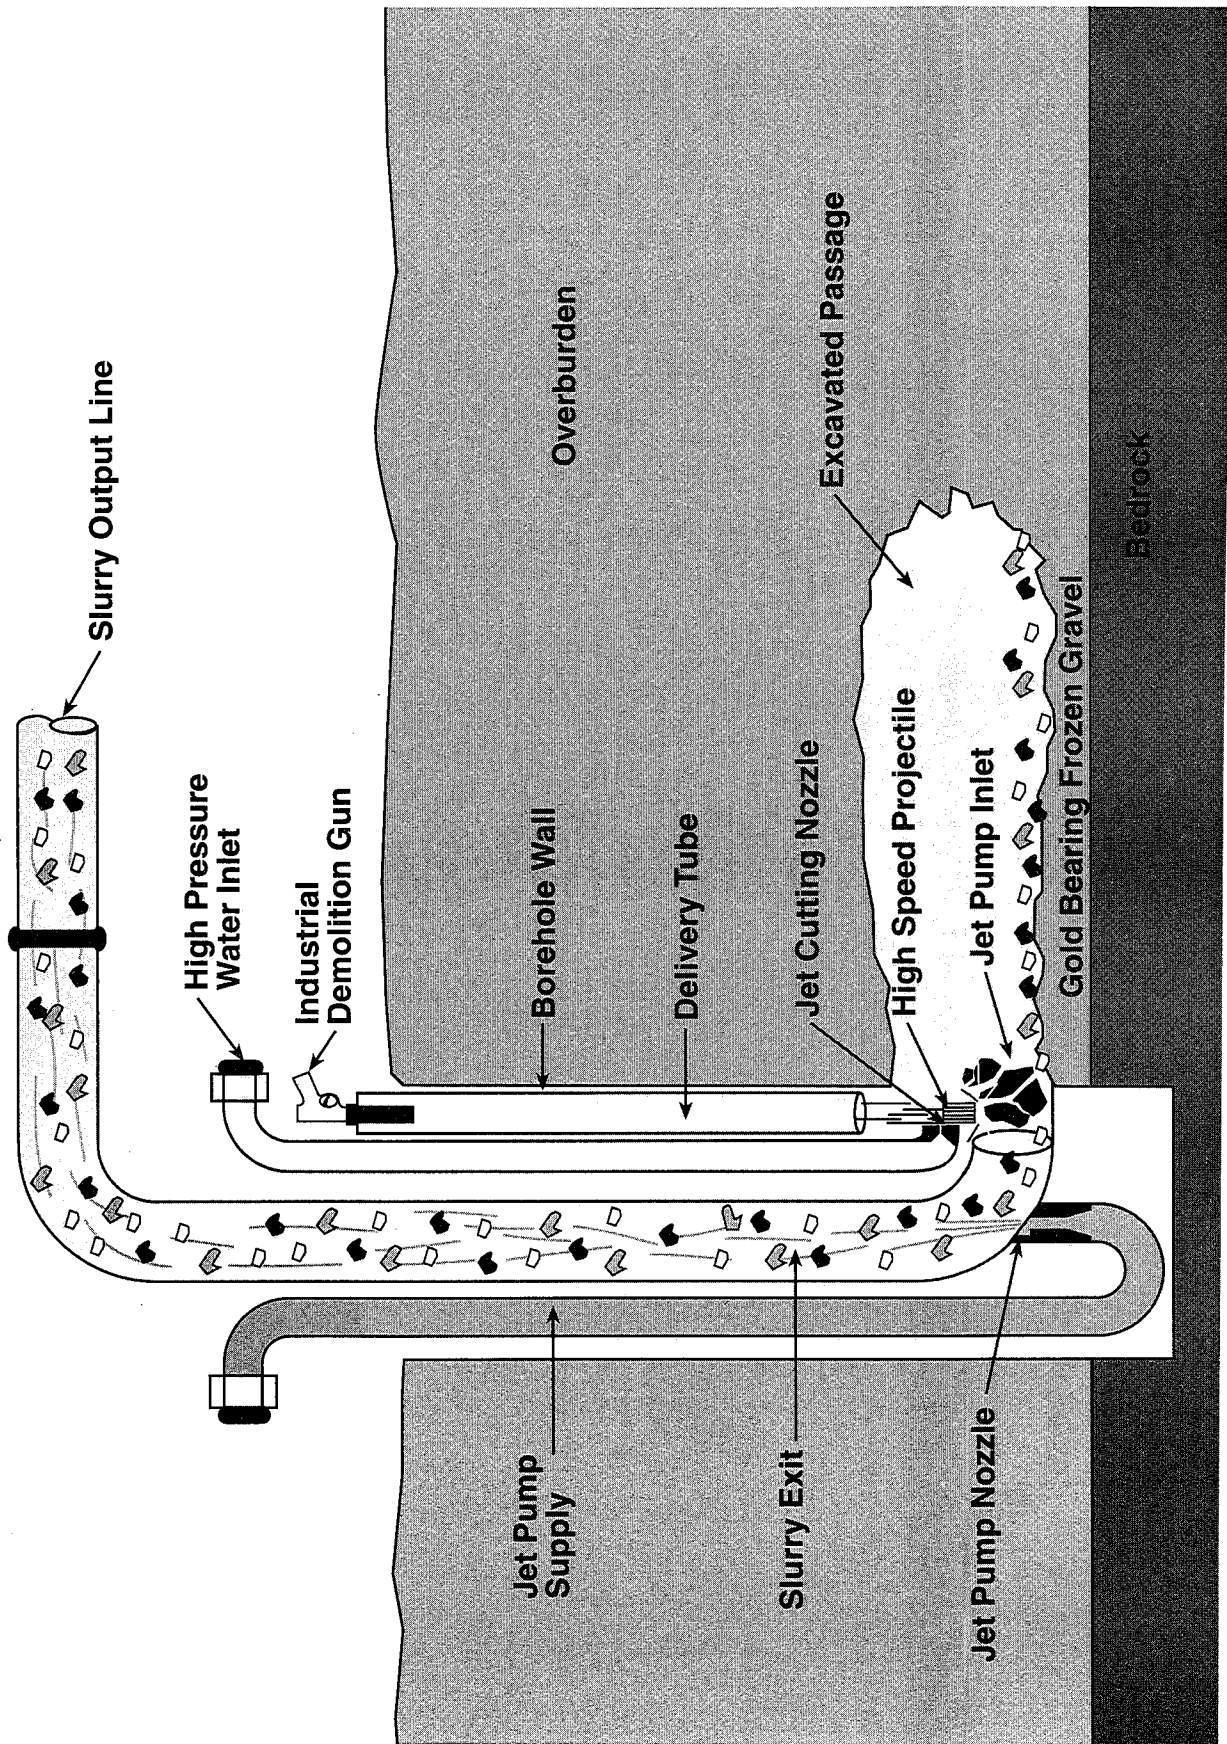 Slurry Output Line
High Pressure
Water Inlet
Industrial
Demolition Gun
Borehole Wall
Overburden
Delivery Tube
Jet Cutting Nozzle
Excavated Passage
High Speed Projectile
Jet Pump Inlet
Gold Bearing Frozen Gravel
Bedrock
Jet Pump
Supply
Slurry Exit
Jet Pump Nozzle